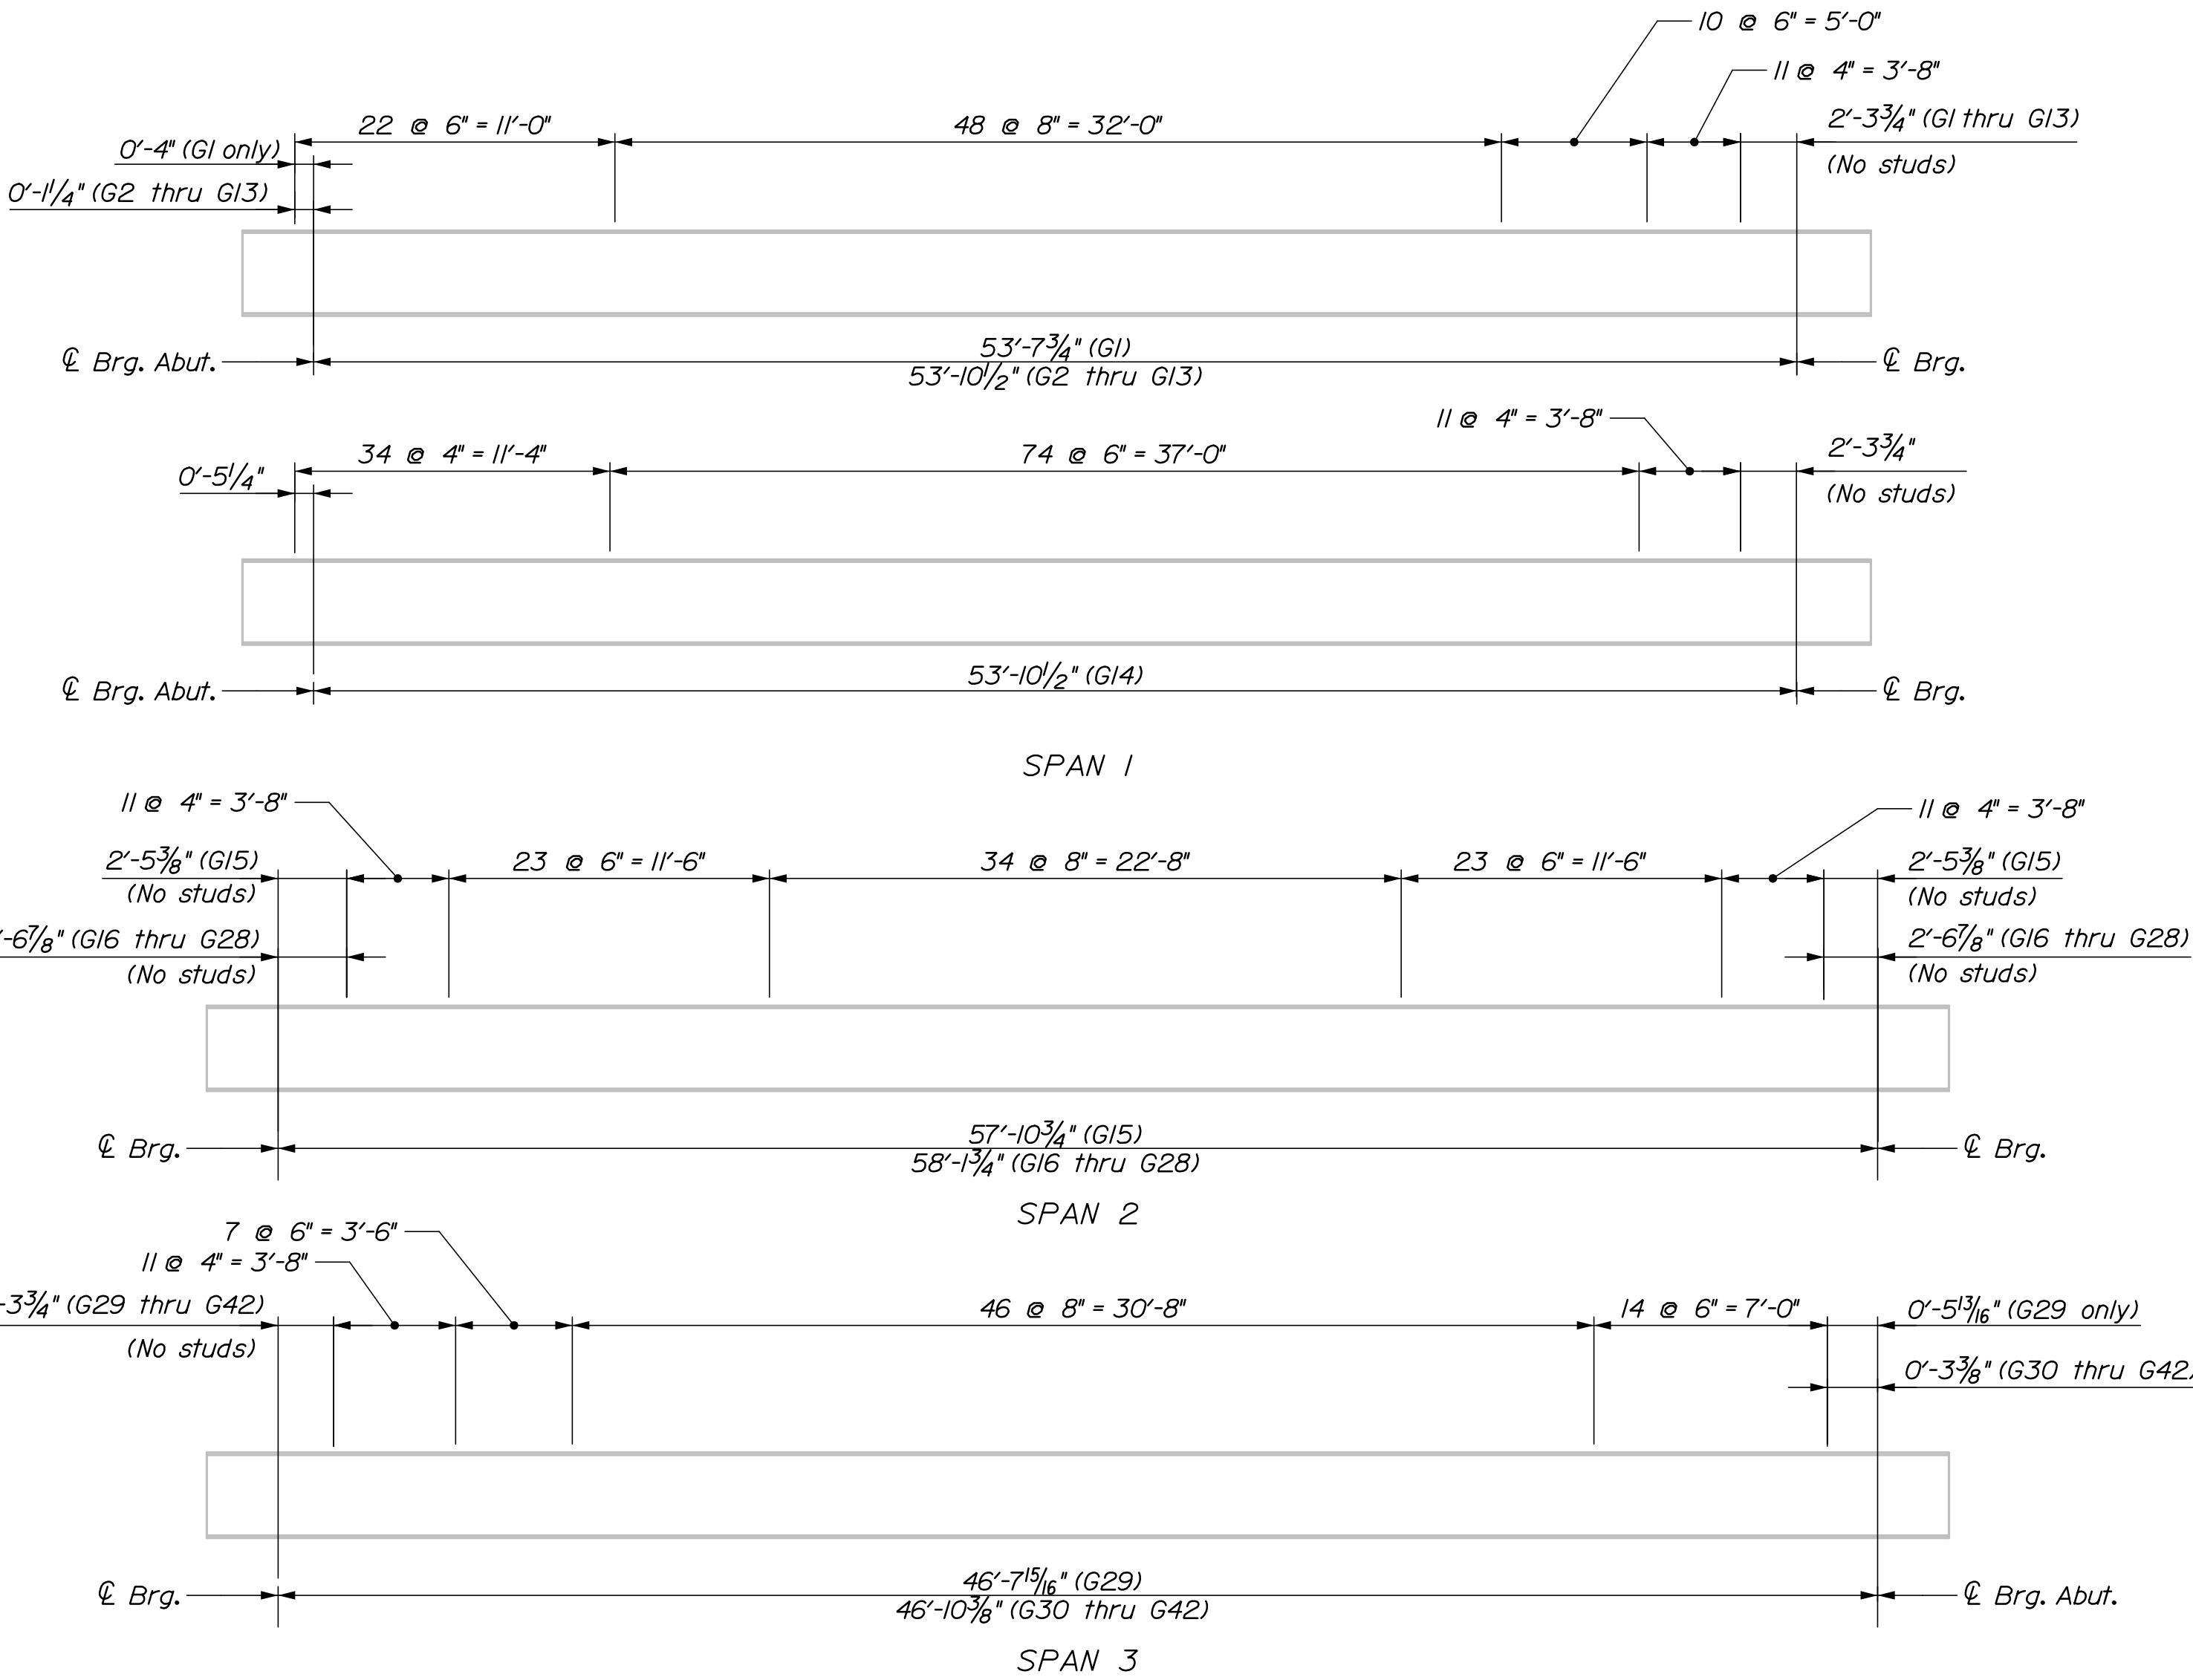 10 @ 6" = 5'-0"
11 @ 4" = 3'-8"
22 @ 6" = 11'-0"
48 @ 8" = 32'-0"
2'-3¾" (G1 thru G13)
(No studs)
0'-4" (G1 only)
0'-1¼" (G2 thru G13)
53'-7¾" (G1)
53'-10½" (G2 thru G13)
℄ Brg. Abut.
℄ Brg.
11 @ 4" = 3'-8"
34 @ 4" = 11'-4"
74 @ 6" = 37'-0"
2'-3¾"
(No studs)
0'-5¼"
53'-10½" (G14)
℄ Brg. Abut.
℄ Brg.
SPAN 1
11 @ 4" = 3'-8"
11 @ 4" = 3'-8"
2'-5⅜" (G15)
(No studs)
23 @ 6" = 11'-6"
34 @ 8" = 22'-8"
23 @ 6" = 11'-6"
2'-5⅜" (G15)
(No studs)
'-6⅞" (G16 thru G28)
(No studs)
2'-6⅞" (G16 thru G28)
(No studs)
57'-10¾" (G15)
58'-1¾" (G16 thru G28)
℄ Brg.
℄ Brg.
SPAN 2
7 @ 6" = 3'-6"
11 @ 4" = 3'-8"
-3¾" (G29 thru G42)
(No studs)
46 @ 8" = 30'-8"
14 @ 6" = 7'-0"
0'-5 13/16" (G29 only)
0'-3⅜" (G30 thru G42)
46'-7 15/16" (G29)
46'-10⅜" (G30 thru G42)
℄ Brg.
℄ Brg. Abut.
SPAN 3